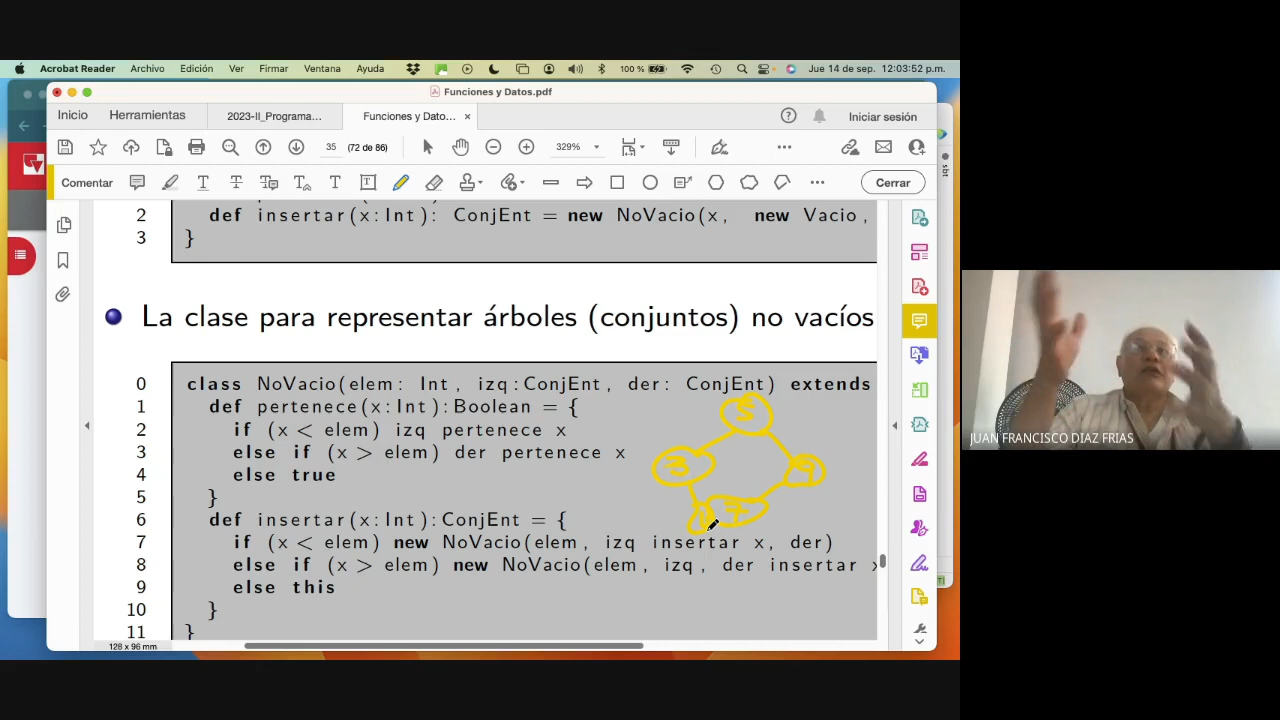 Acrobat Reader Archivo Edición Ver Firmar Ventana Ayuda 100 % Jue 14 de sep. 12:03:52 p.m.
Funciones y Datos.pdf
Inicio Herramientas 2023-II_Programa... Funciones y Dato... × Iniciar sesión
35 (72 de 86) 329%
Comentar Cerrar
sbt
2 def insertar(x:Int): ConjEnt = new NoVacio(x, new Vacio,
3 }
La clase para representar árboles (conjuntos) no vacíos
0 class NoVacio(elem: Int, izq:ConjEnt, der: ConjEnt) extends
1 def pertenece(x:Int):Boolean = {
2 if (x < elem) izq pertenece x
3 else if (x > elem) der pertenece x
4 else true
5 }
6 def insertar(x:Int):ConjEnt = {
7 if (x < elem) new NoVacio(elem, izq insertar x, der)
8 else if (x > elem) new NoVacio(elem, izq, der insertar x
9 else this
10 }
11 }
5
3 9
7
128 x 96 mm
JUAN FRANCISCO DIAZ FRIAS